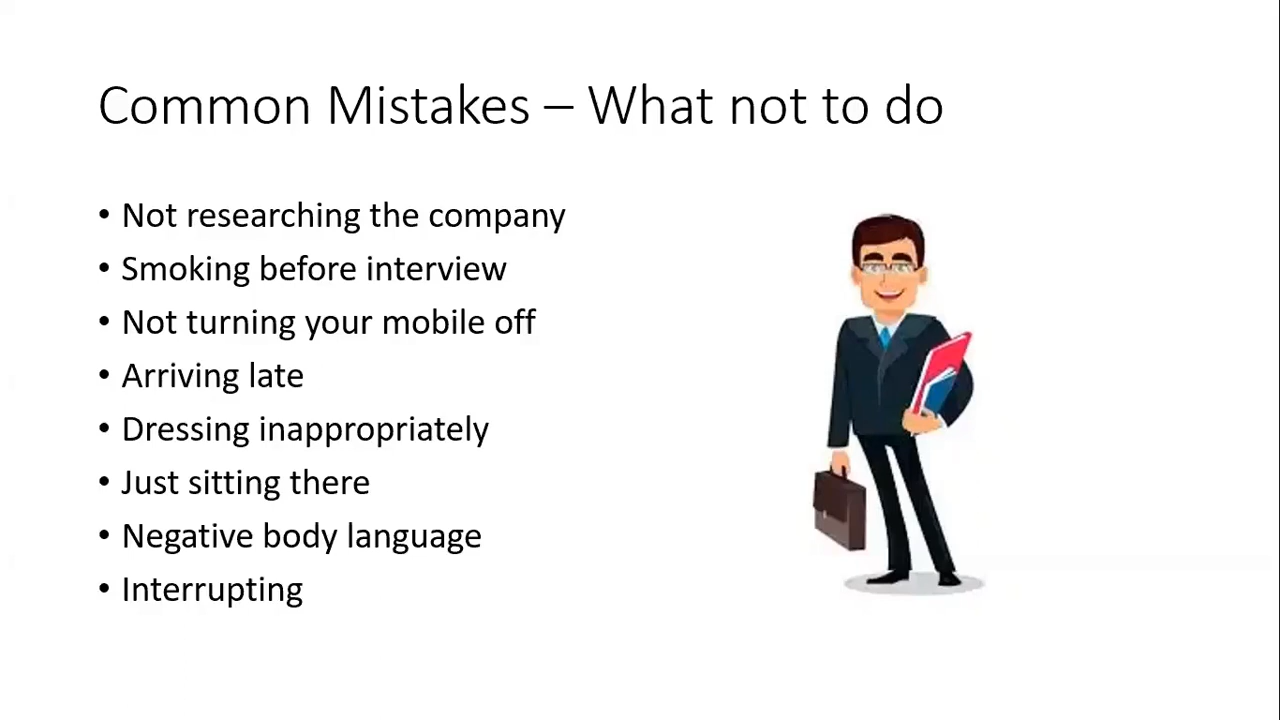 Common Mistakes – What not to do
• Not researching the company
• Smoking before interview
• Not turning your mobile off
• Arriving late
• Dressing inappropriately
• Just sitting there
• Negative body language
• Interrupting